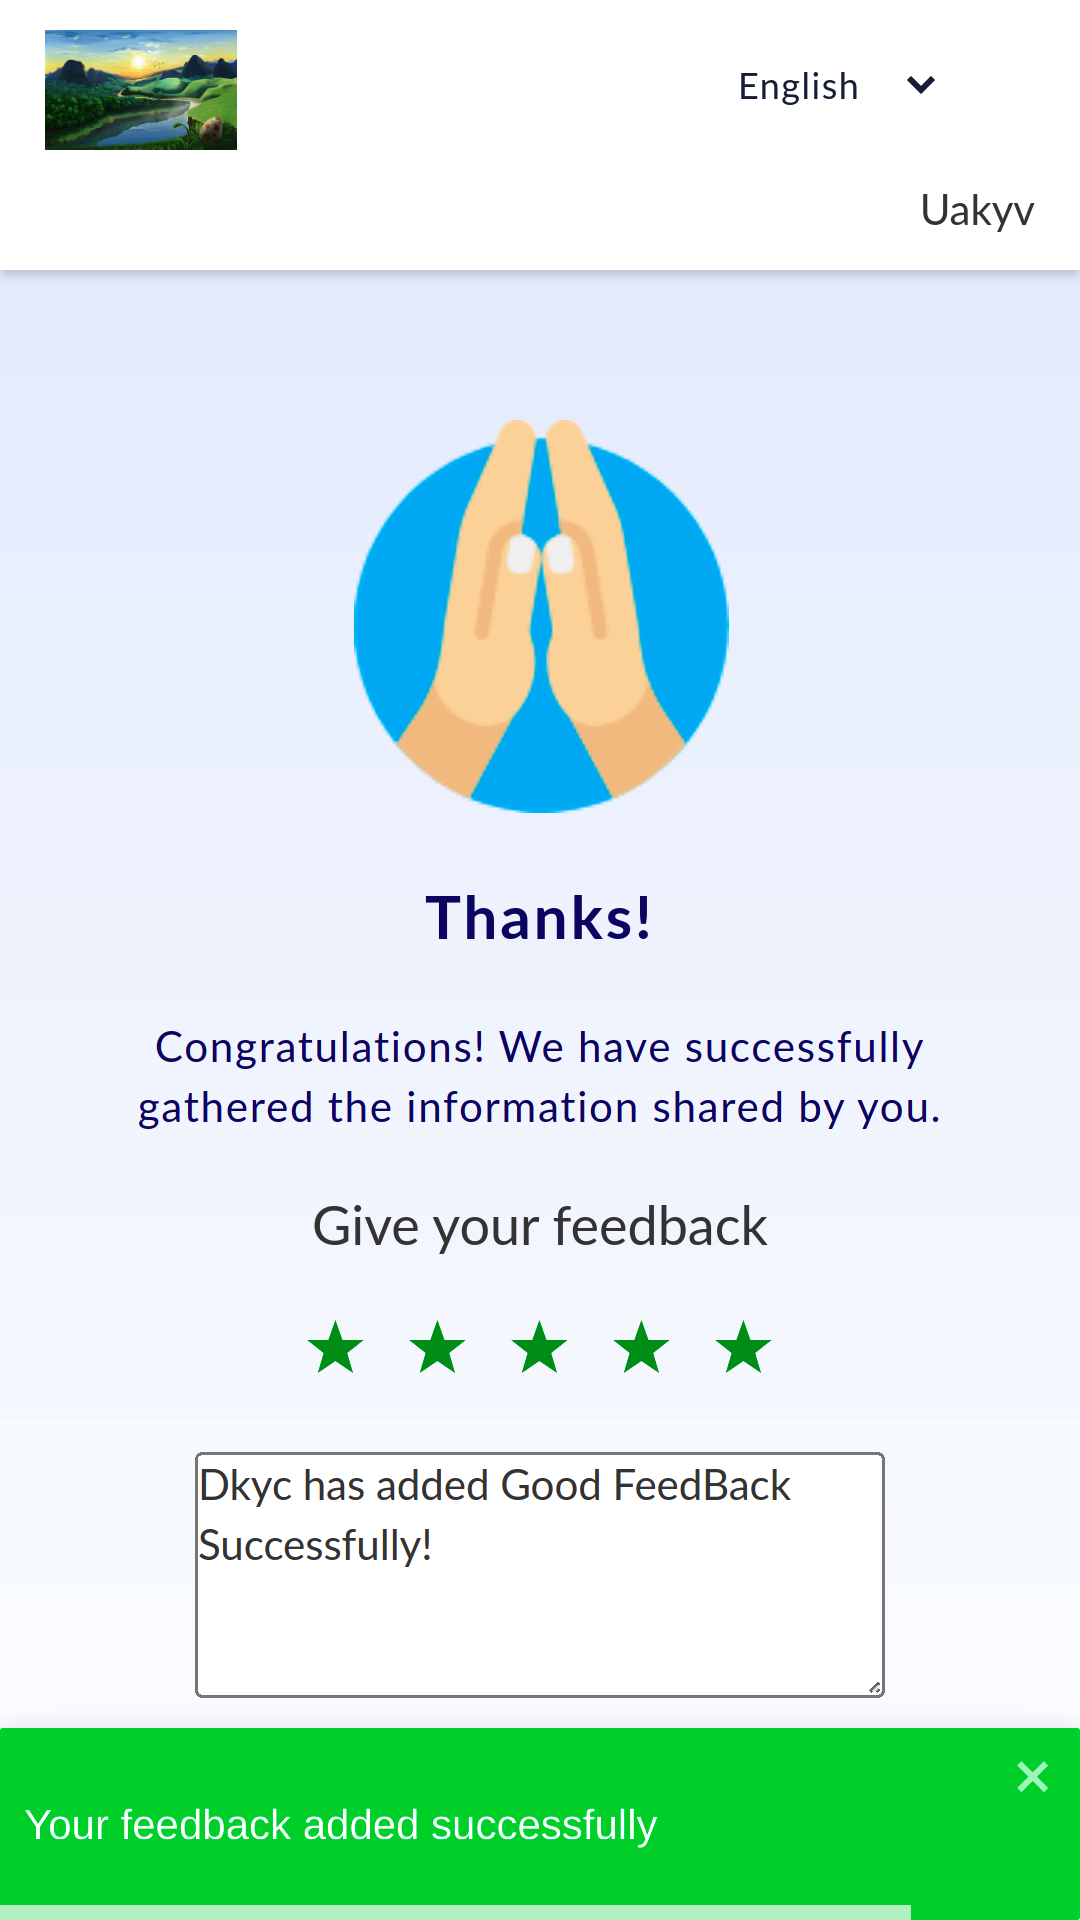 English
Uakyv
Thanks!
Congratulations! We have successfully
gathered the information shared by you.
Give your feedback
Dkyc has added Good FeedBack
Successfully!
Your feedback added successfully